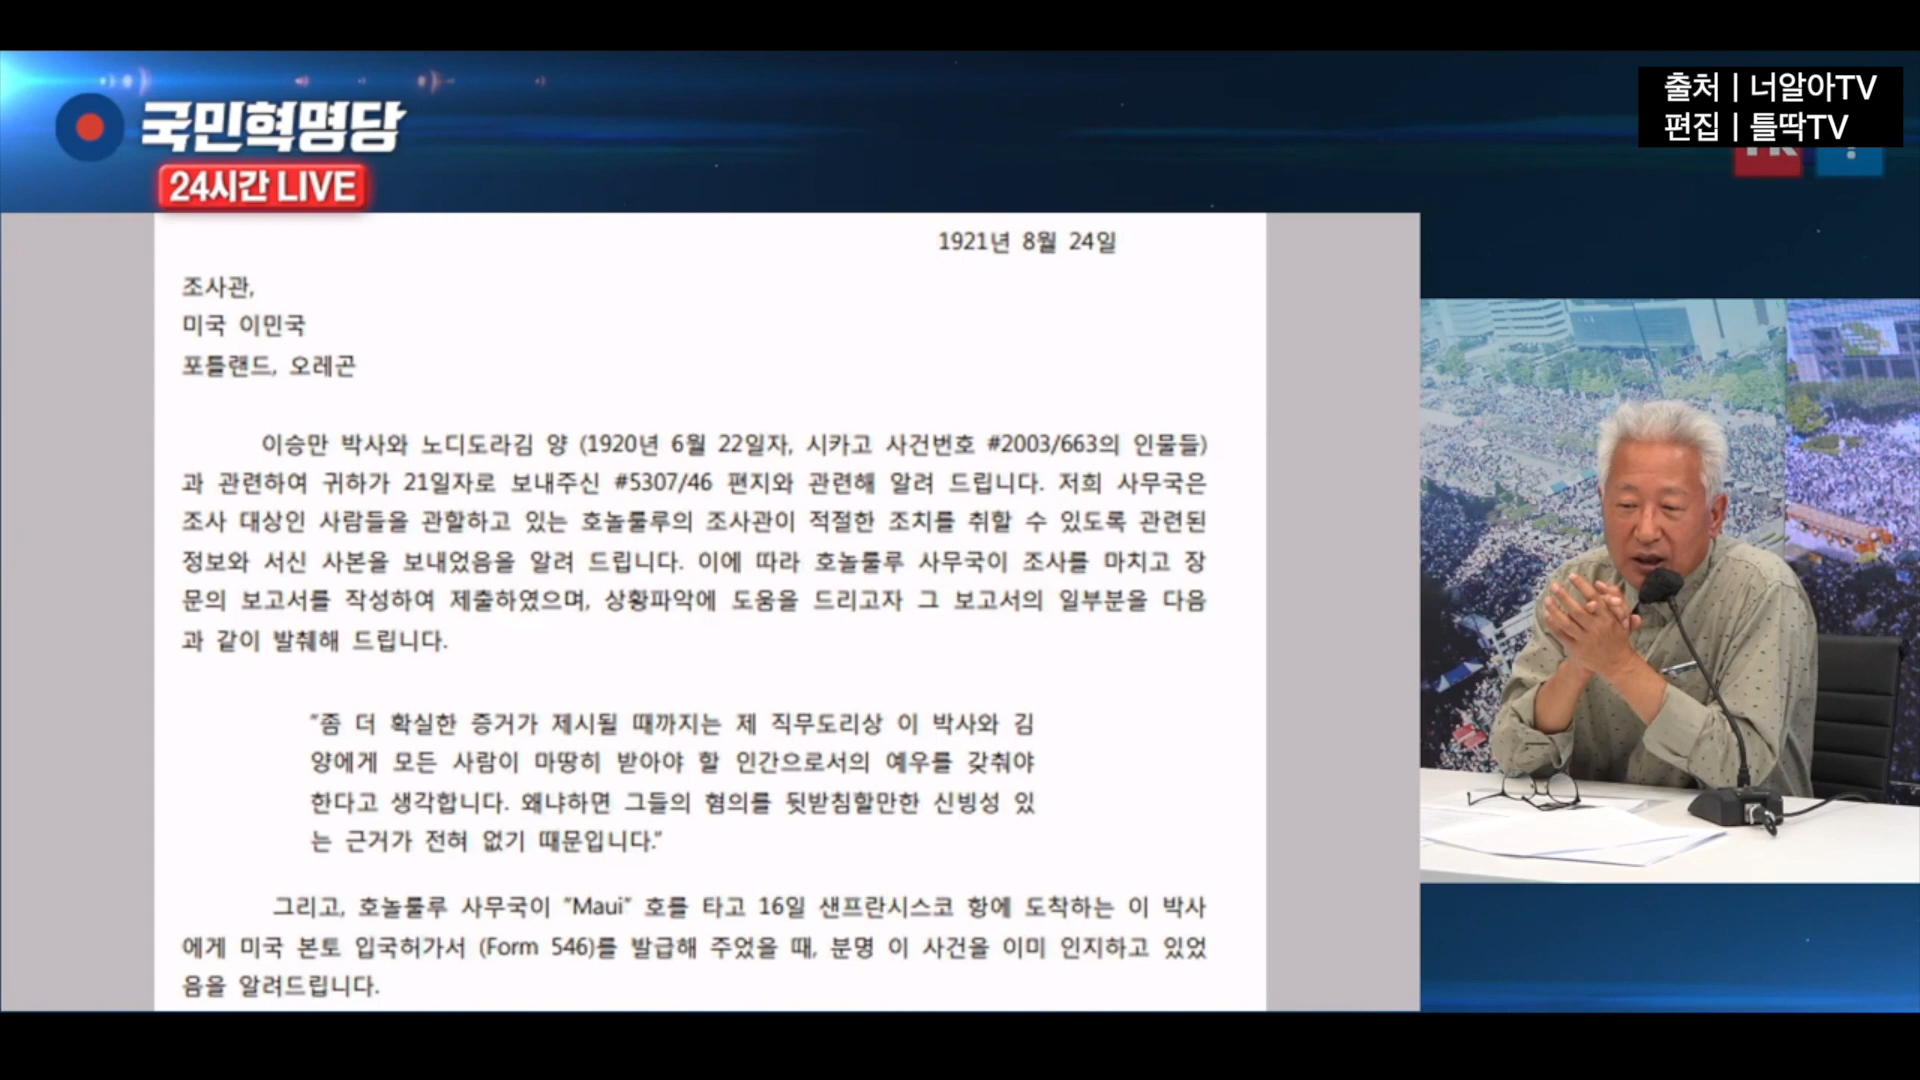 국민혁명당
24시간 LIVE
출처 | 너알아TV
편집 | 틀딱TV
1921년 8월 24일
조사관,
미국 이민국
포틀랜드, 오레곤
이승만 박사와 노디도라김 양 (1920년 6월 22일자, 시카고 사건번호 #2003/663의 인물들)
과 관련하여 귀하가 21일자로 보내주신 #5307/46 편지와 관련해 알려 드립니다. 저희 사무국은
조사 대상인 사람들을 관할하고 있는 호놀룰루의 조사관이 적절한 조치를 취할 수 있도록 관련된
정보와 서신 사본을 보내었음을 알려 드립니다. 이에 따라 호놀룰루 사무국이 조사를 마치고 장
문의 보고서를 작성하여 제출하였으며, 상황파악에 도움을 드리고자 그 보고서의 일부분을 다음
과 같이 발췌해 드립니다.
"좀 더 확실한 증거가 제시될 때까지는 제 직무도리상 이 박사와 김
양에게 모든 사람이 마땅히 받아야 할 인간으로서의 예우를 갖춰야
한다고 생각합니다. 왜냐하면 그들의 혐의를 뒷받침할만한 신빙성 있
는 근거가 전혀 없기 때문입니다."
그리고, 호놀룰루 사무국이 "Maui" 호를 타고 16일 샌프란시스코 항에 도착하는 이 박사
에게 미국 본토 입국허가서 (Form 546)를 발급해 주었을 때, 분명 이 사건을 이미 인지하고 있었
음을 알려드립니다.